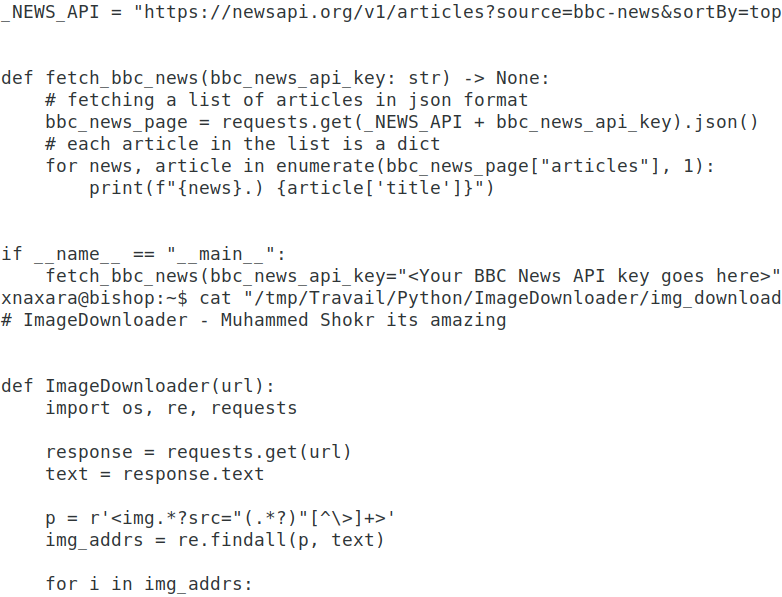 _NEWS_API = "https://newsapi.org/v1/articles?source=bbc-news&sortBy=top
def fetch_bbc_news(bbc_news_api_key: str) -> None:
    # fetching a list of articles in json format
    bbc_news_page = requests.get(_NEWS_API + bbc_news_api_key).json()
    # each article in the list is a dict
    for news, article in enumerate(bbc_news_page["articles"], 1):
        print(f"{news}.) {article['title']}")
if __name__ == "__main__":
    fetch_bbc_news(bbc_news_api_key="<Your BBC News API key goes here>"
xnaxara@bishop:~$ cat "/tmp/Travail/Python/ImageDownloader/img_download
# ImageDownloader - Muhammed Shokr its amazing
def ImageDownloader(url):
    import os, re, requests
    response = requests.get(url)
    text = response.text
    p = r'<img.*?src="(.*?)"[^\>]+>'
    img_addrs = re.findall(p, text)
    for i in img_addrs: